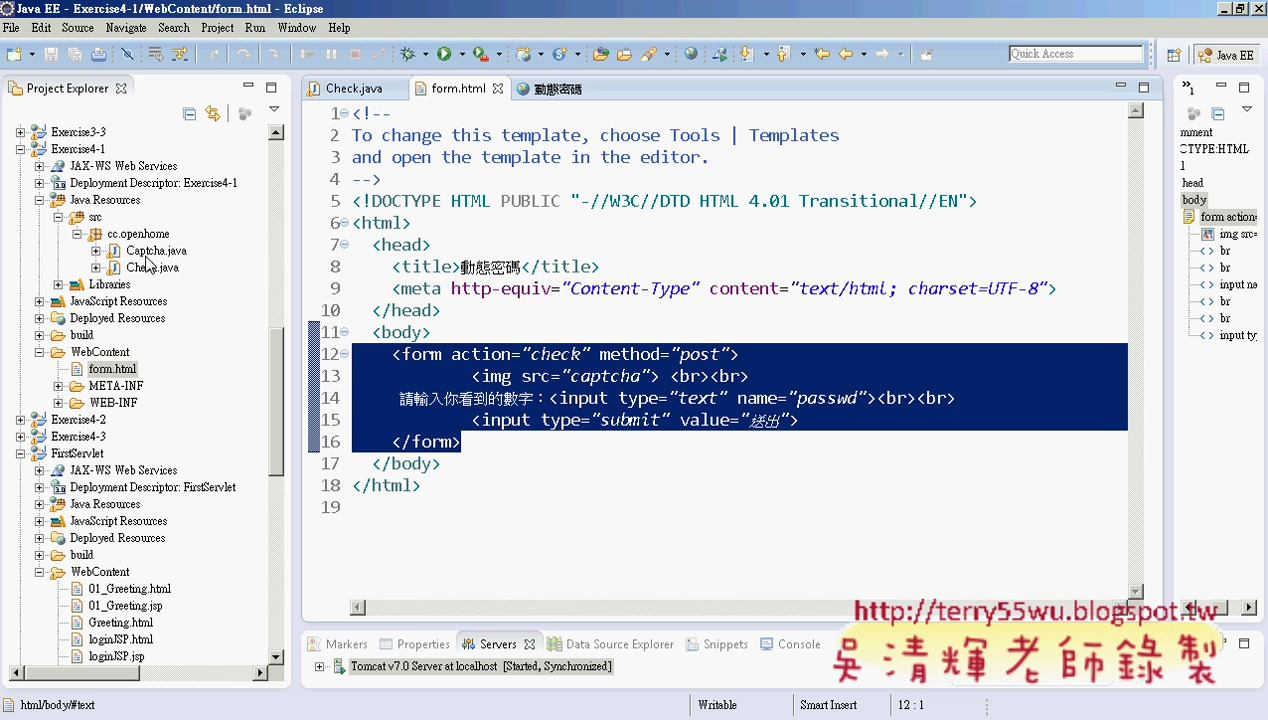 Java EE - Exercise4-1/WebContent/form.html - Eclipse
File Edit Source Navigate Search Project Run Window Help
Quick Access
Java EE
Project Explorer
Exercise3-3
Exercise4-1
JAX-WS Web Services
Deployment Descriptor: Exercise4-1
Java Resources
src
cc.openhome
Captcha.java
Libraries
JavaScript Resources
Deployed Resources
build
WebContent
form.html
META-INF
WEB-INF
Exercise4-2
Exercise4-3
FirstServlet
JAX-WS Web Services
Deployment Descriptor: FirstServlet
Java Resources
JavaScript Resources
Deployed Resources
build
WebContent
01_Greeting.html
01_Greeting.jsp
Greeting.html
loginJSP.html
loginJSP.jsp
Check.java form.html 動態密碼
1 <!--
2 To change this template, choose Tools | Templates
3 and open the template in the editor.
4 -->
5 <!DOCTYPE HTML PUBLIC "-//W3C//DTD HTML 4.01 Transitional//EN">
6 <html>
7 <head>
8 <title>動態密碼</title>
9 <meta http-equiv="Content-Type" content="text/html; charset=UTF-8">
10 </head>
11 <body>
12 <form action="check" method="post">
13 <img src="captcha"> <br><br>
14 請輸入你看到的數字：<input type="text" name="passwd"><br><br>
15 <input type="submit" value="送出">
16 </form>
17 </body>
18 </html>
19
»1
mment
CTYPE:HTML
l
head
body
form action=
img src=
br
br
input na
br
br
input ty
Markers Properties Servers Data Source Explorer Snippets Console
Tomcat v7.0 Server at localhost [Started, Synchronized]
http://terry55wu.blogspot.tw
吳清輝老師錄製
html/body/#text Writable Smart Insert 12 : 1